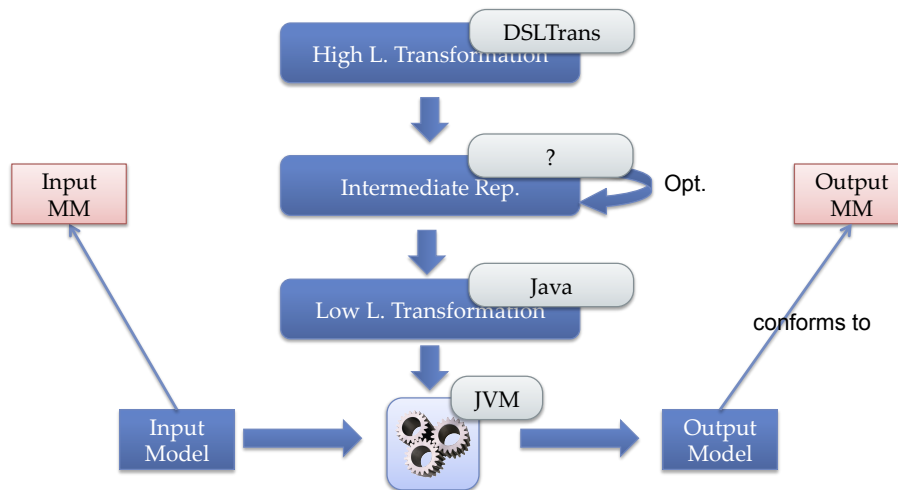 DSLTrans
High L. Transformation
?
Input
MM
Intermediate Rep.
Opt.
Output
MM
Java
Low L. Transformation
conforms to
JVM
Input
Model
Output
Model